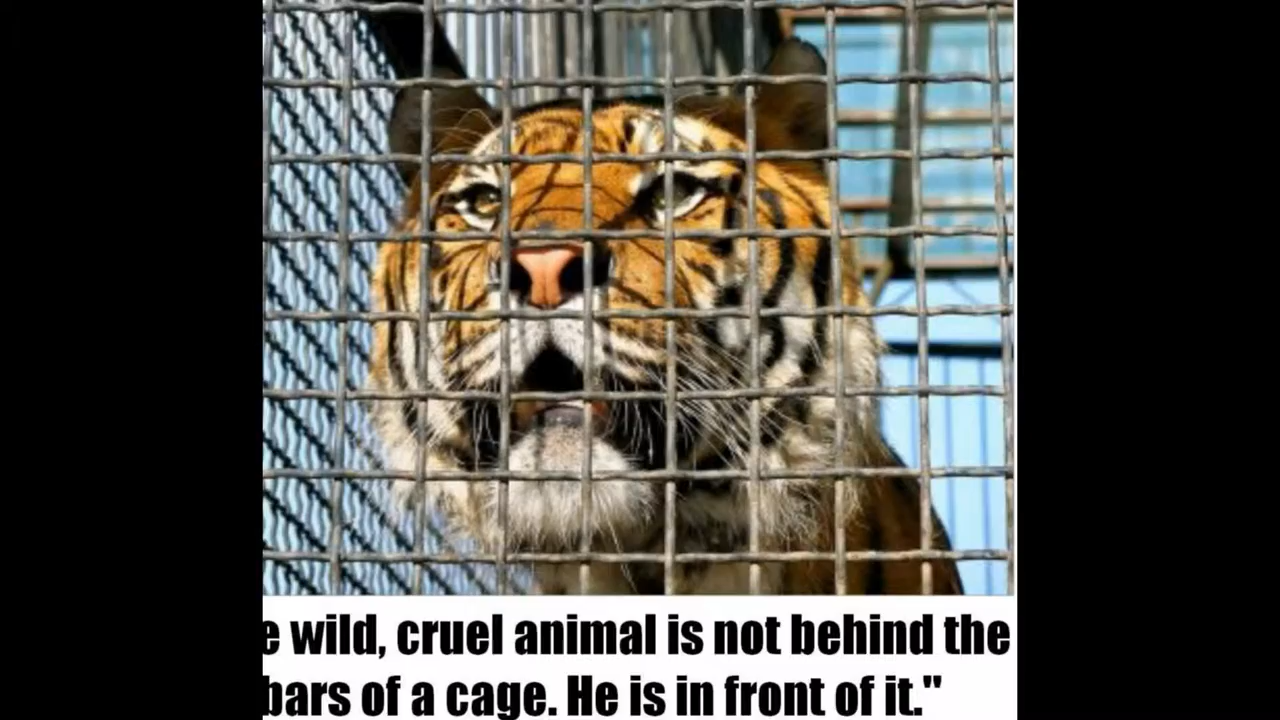 e wild, cruel animal is not behind the
bars of a cage. He is in front of it."